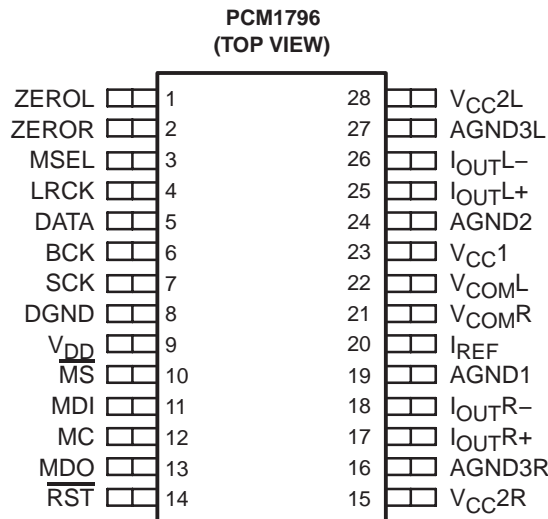 PCM1796
(TOP VIEW)
ZEROL 1 28 VCC2L
ZEROR 2 27 AGND3L
MSEL 3 26 IOUTL−
LRCK 4 25 IOUTL+
DATA 5 24 AGND2
BCK 6 23 VCC1
SCK 7 22 VCOML
DGND 8 21 VCOMR
VDD 9 20 IREF
MS 10 19 AGND1
MDI 11 18 IOUTR−
MC 12 17 IOUTR+
MDO 13 16 AGND3R
RST 14 15 VCC2R